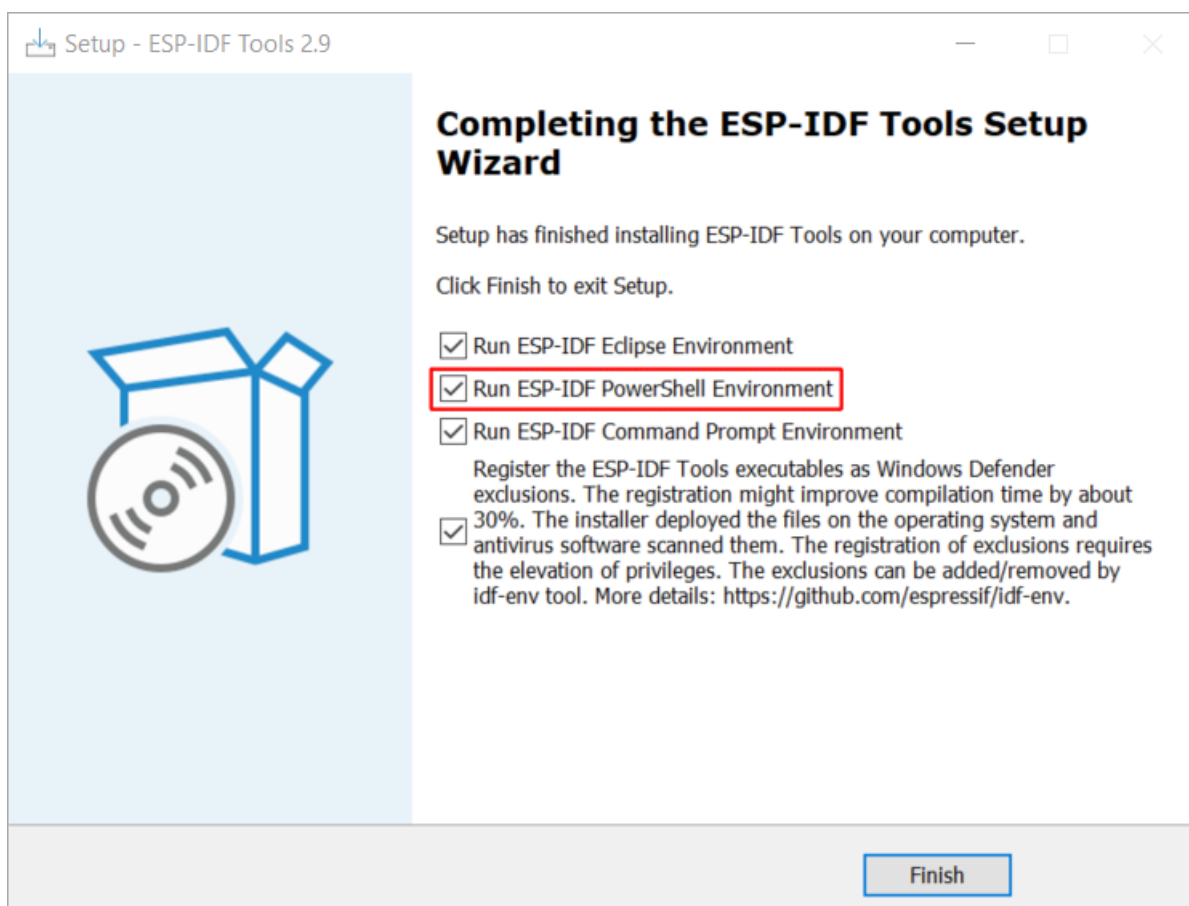 Setup - ESP-IDF Tools 2.9
Completing the ESP-IDF Tools Setup
Wizard
Setup has finished installing ESP-IDF Tools on your computer.
Click Finish to exit Setup.
Run ESP-IDF Eclipse Environment
Run ESP-IDF PowerShell Environment
Run ESP-IDF Command Prompt Environment
Register the ESP-IDF Tools executables as Windows Defender
exclusions. The registration might improve compilation time by about
30%. The installer deployed the files on the operating system and
antivirus software scanned them. The registration of exclusions requires
the elevation of privileges. The exclusions can be added/removed by
idf-env tool. More details: https://github.com/espressif/idf-env.
Finish